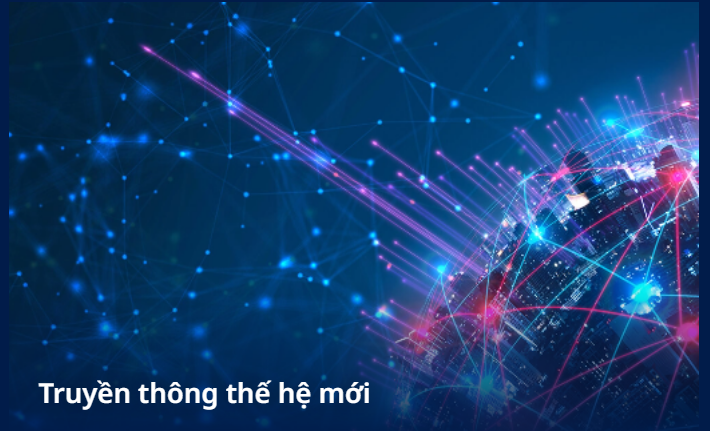 Truyền thông thế hệ mới